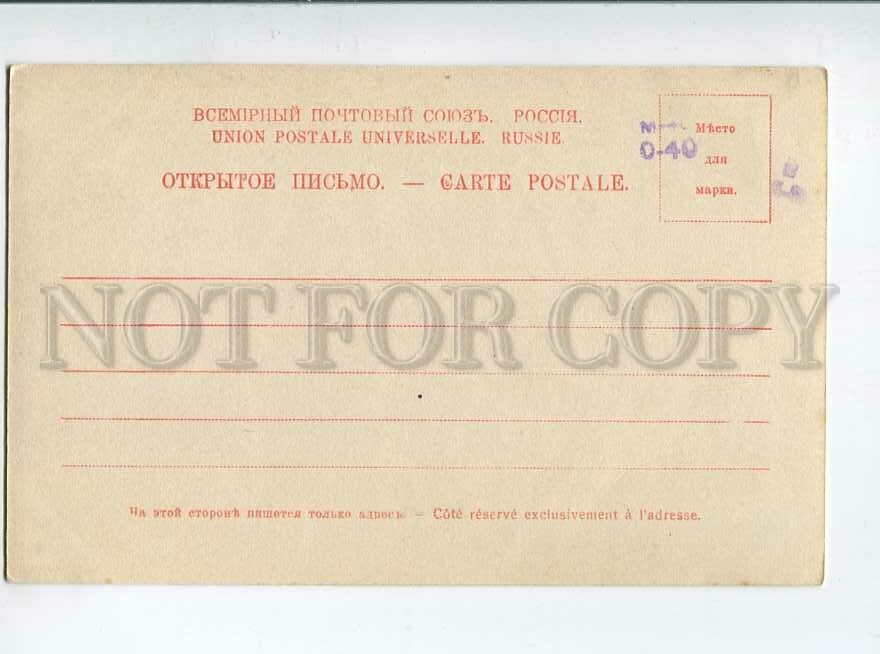 ВСЕМІРНЫЙ ПОЧТОВЫЙ СОЮЗЪ. РОССІЯ.
UNION POSTALE UNIVERSELLE. RUSSIE.
ОТКРЫТОЕ ПИСЬМО. — CARTE POSTALE.
Мѣсто
для
марки.
0-40
NOT FOR COPY
На этой сторонѣ пишется только адресъ. – Côté réservé exclusivement à l'adresse.